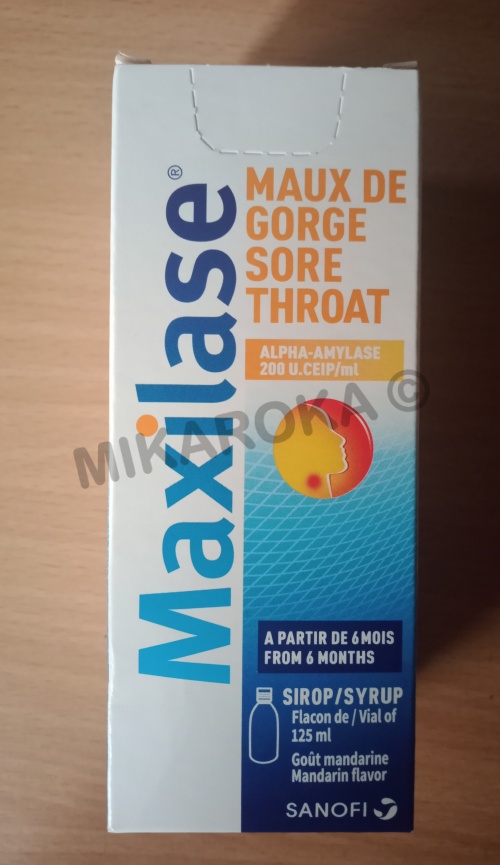 Maxilase®
MAUX DE
GORGE
SORE
THROAT
ALPHA-AMYLASE
200 U.CEIP/ml
MIKAROKA ©
A PARTIR DE 6 MOIS
FROM 6 MONTHS
SIROP/SYRUP
Flacon de / Vial of
125 ml
Goût mandarine
Mandarin flavor
SANOFI